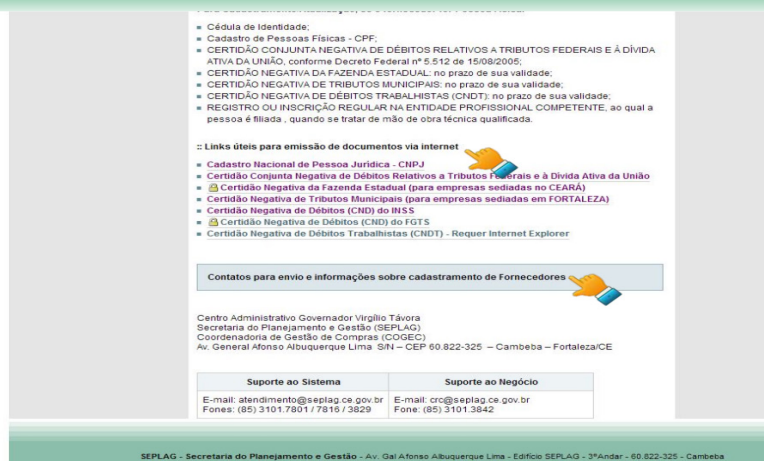 Cédula de Identidade;
Cadastro de Pessoas Físicas - CPF;
CERTIDÃO CONJUNTA NEGATIVA DE DÉBITOS RELATIVOS A TRIBUTOS FEDERAIS E À DÍVIDA
ATIVA DA UNIÃO, conforme Decreto Federal nº 5.512 de 15/08/2005;
CERTIDÃO NEGATIVA DA FAZENDA ESTADUAL: no prazo de sua validade;
CERTIDÃO NEGATIVA DE TRIBUTOS MUNICIPAIS: no prazo de sua validade;
CERTIDÃO NEGATIVA DE DÉBITOS TRABALHISTAS (CNDT): no prazo de sua validade;
REGISTRO OU INSCRIÇÃO REGULAR NA ENTIDADE PROFISSIONAL COMPETENTE, ao qual a
pessoa é filiada , quando se tratar de mão de obra técnica qualificada.
:: Links úteis para emissão de documentos via internet
Cadastro Nacional de Pessoa Jurídica - CNPJ
Certidão Conjunta Negativa de Débitos Relativos a Tributos Federais e à Dívida Ativa da União
Certidão Negativa da Fazenda Estadual (para empresas sediadas no CEARÁ)
Certidão Negativa de Tributos Municipais (para empresas sediadas em FORTALEZA)
Certidão Negativa de Débitos (CND) do INSS
Certidão Negativa de Débitos (CND) do FGTS
Certidão Negativa de Débitos Trabalhistas (CNDT) - Requer Internet Explorer
Contatos para envio e informações sobre cadastramento de Fornecedores
Centro Administrativo Governador Virgílio Távora
Secretaria do Planejamento e Gestão (SEPLAG)
Coordenadoria de Gestão de Compras (COGEC)
Av. General Afonso Albuquerque Lima S/N – CEP 60.822-325 – Cambeba – Fortaleza/CE
Suporte ao Sistema Suporte ao Negócio
E-mail: atendimento@seplag.ce.gov.br E-mail: crc@seplag.ce.gov.br
Fones: (85) 3101.7801 / 7816 / 3829 Fone: (85) 3101.3842
SEPLAG - Secretaria do Planejamento e Gestão - Av. Gal Afonso Albuquerque Lima - Edifício SEPLAG - 3ºAndar - 60.822-325 - Cambeba